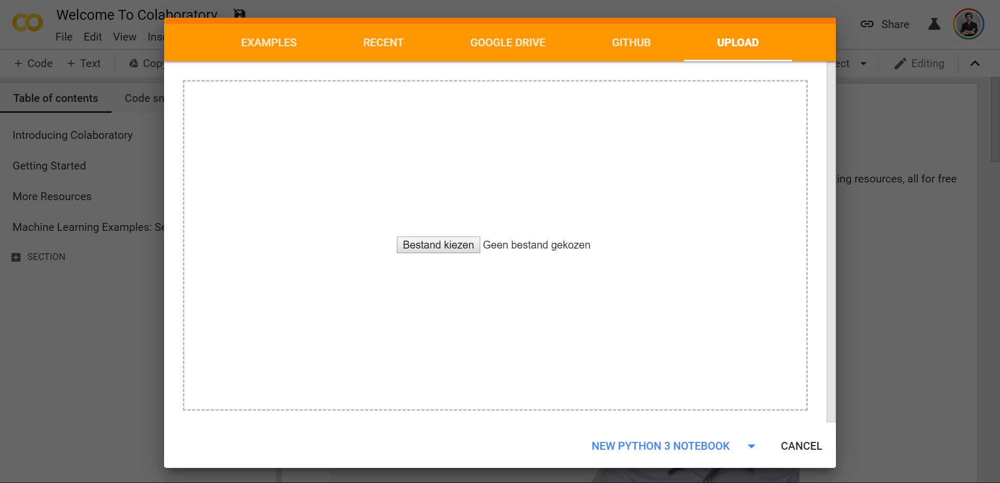 Welcome To Colaboratory
File Edit View Inse
Share
EXAMPLES RECENT GOOGLE DRIVE GITHUB UPLOAD
+ Code + Text Copy
ect Editing
Table of contents Code sn
Introducing Colaboratory
Getting Started
ing resources, all for free
More Resources
Machine Learning Examples: Se
Bestand kiezen Geen bestand gekozen
SECTION
NEW PYTHON 3 NOTEBOOK CANCEL